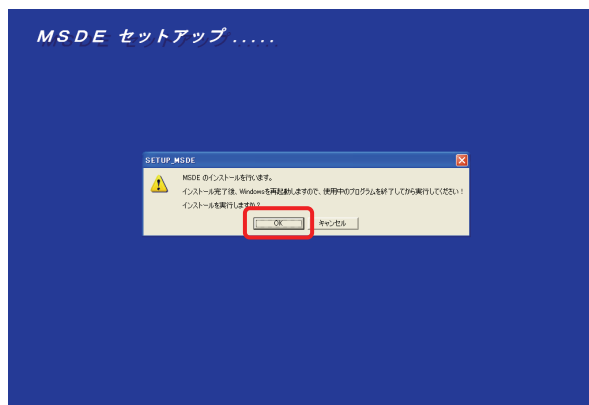 MSDE セットアップ .....
SETUP_MSDE
MSDE のインストールを行います。
インストール完了後、Windowsを再起動しますので、使用中のプログラムを終了してから実行してください！
インストールを実行しますか？
OK
キャンセル